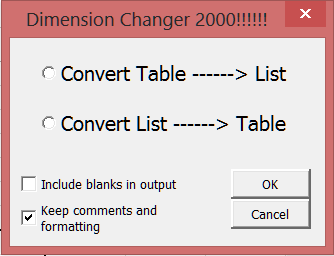 Dimension Changer 2000!!!!!!
Convert Table ------> List
Convert List ------> Table
Include blanks in output
OK
Keep comments and
formatting
Cancel